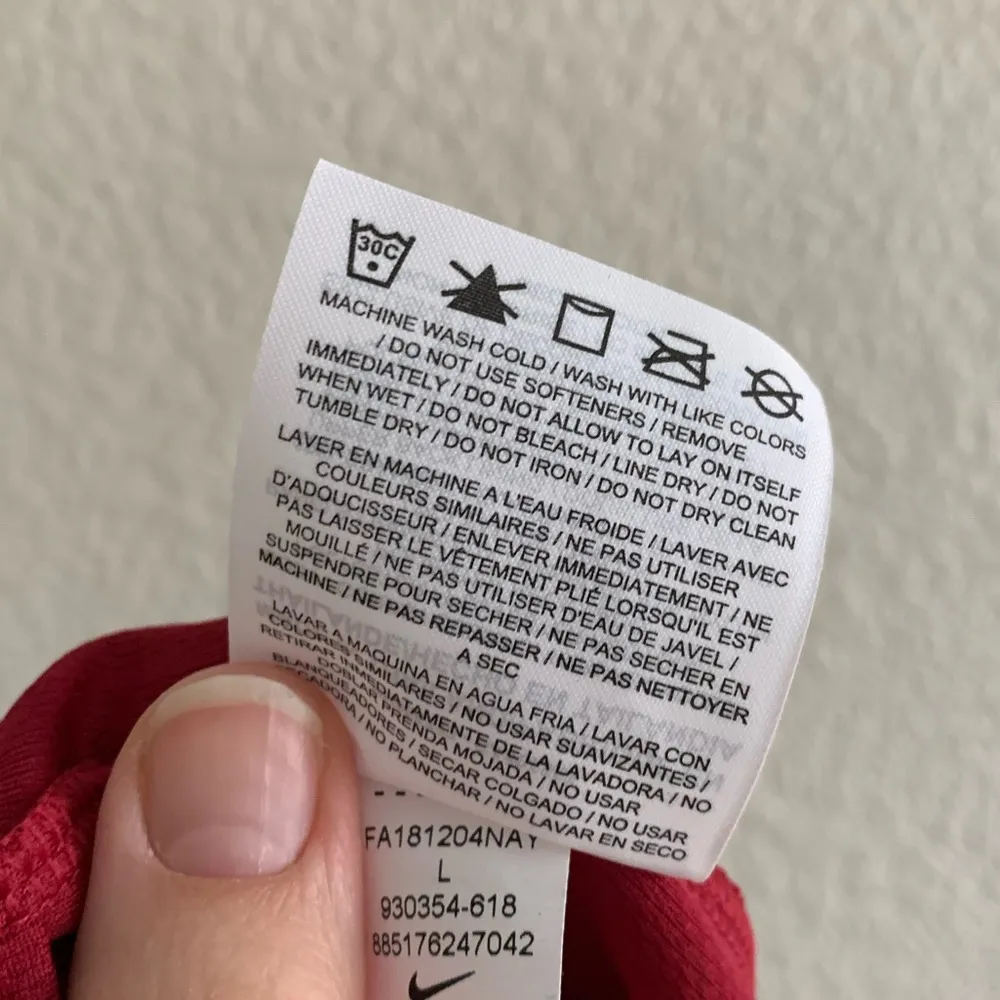 30C
MACHINE WASH COLD / WASH WITH LIKE COLORS
/ DO NOT USE SOFTENERS / REMOVE
IMMEDIATELY / DO NOT ALLOW TO LAY ON ITSELF
WHEN WET / DO NOT BLEACH / LINE DRY / DO NOT
TUMBLE DRY / DO NOT IRON / DO NOT DRY CLEAN
LAVER EN MACHINE A L'EAU FROIDE / LAVER AVEC
COULEURS SIMILAIRES / NE PAS UTILISER
D'ADOUCISSEUR / ENLEVER IMMEDIATEMENT / NE
PAS LAISSER LE VÊTEMENT PLIÉ LORSQU'IL EST
MOUILLÉ / NE PAS UTILISER D'EAU DE JAVEL /
SUSPENDRE POUR SECHER / NE PAS SECHER EN
MACHINE / NE PAS REPASSER / NE PAS NETTOYER
A SEC
LAVAR A MAQUINA EN AGUA FRIA / LAVAR CON
COLORES SIMILARES / NO USAR SUAVIZANTES /
RETIRAR INMEDIATAMENTE DE LA LAVADORA / NO
DOBLAR PRENDA MOJADA / NO USAR
BLANQUEADORES / SECAR COLGADO / NO USAR
SECADORA / NO PLANCHAR / NO LAVAR EN SECO
FA181204NAY
L
930354-618
885176247042